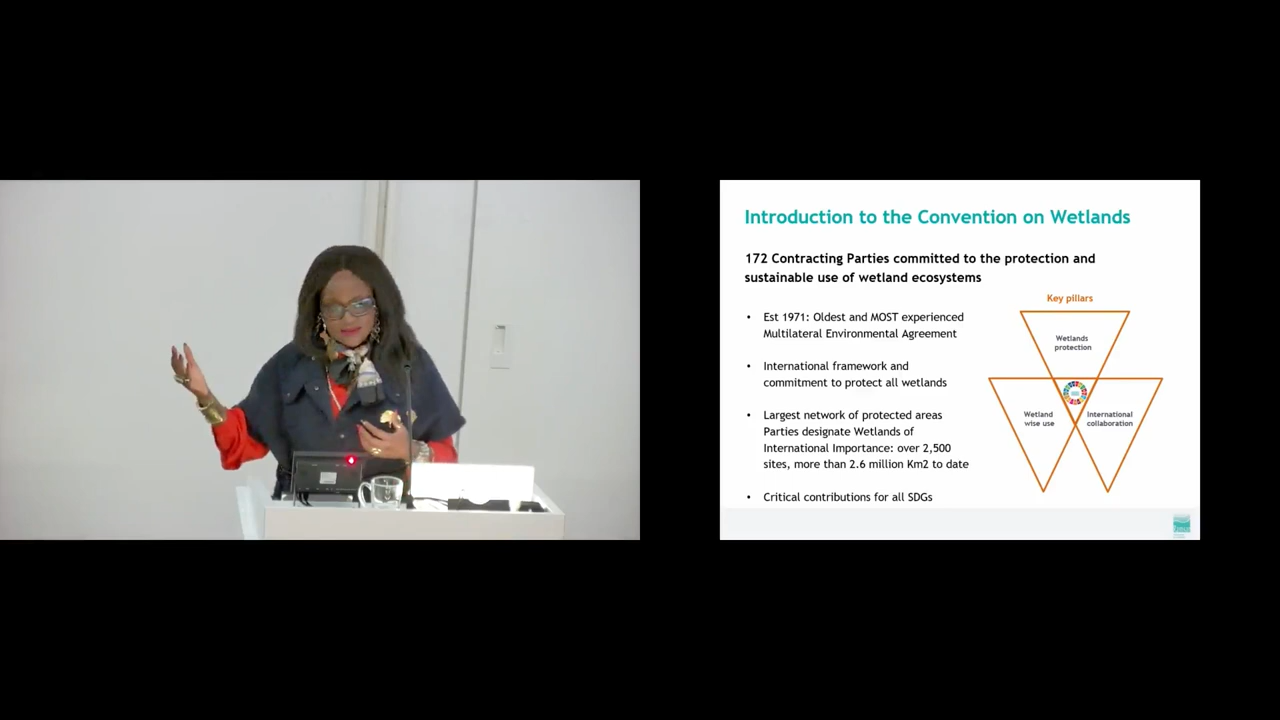 Introduction to the Convention on Wetlands
172 Contracting Parties committed to the protection and
sustainable use of wetland ecosystems
Key pillars
• Est 1971: Oldest and MOST experienced
Multilateral Environmental Agreement
• International framework and
commitment to protect all wetlands
• Largest network of protected areas
Parties designate Wetlands of
International Importance: over 2,500
sites, more than 2.6 million Km2 to date
• Critical contributions for all SDGs
Wetlands
protection
Wetland
wise use
International
collaboration